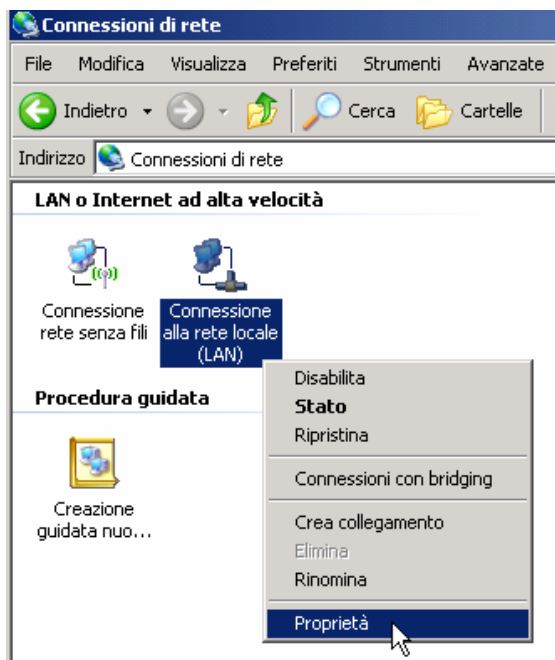 Connessioni di rete
File Modifica Visualizza Preferiti Strumenti Avanzate
Indietro Cerca Cartelle
Indirizzo Connessioni di rete
LAN o Internet ad alta velocità
Connessione
rete senza fili
Connessione
alla rete locale
(LAN)
Procedura guidata
Creazione
guidata nuo...
Disabilita
Stato
Ripristina
Connessioni con bridging
Crea collegamento
Elimina
Rinomina
Proprietà